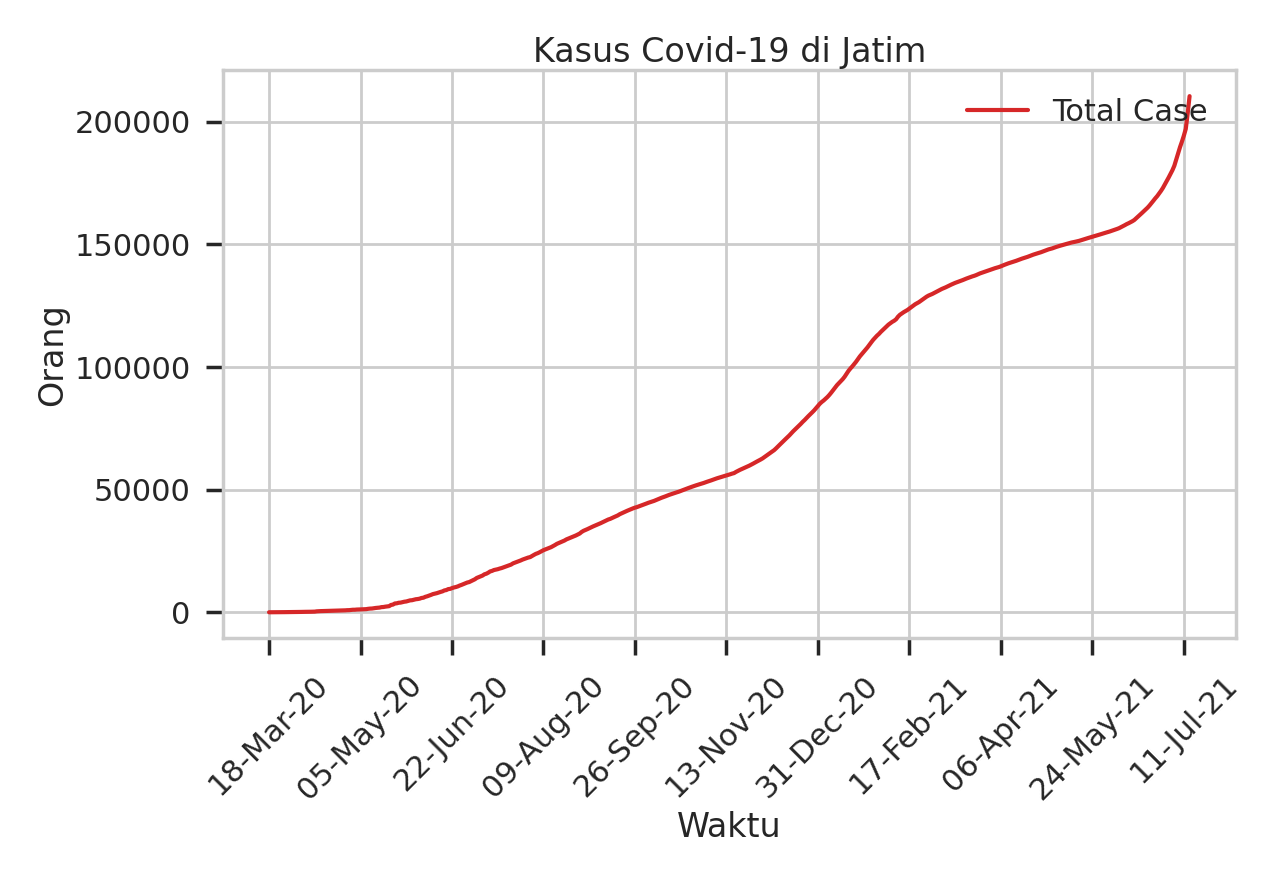 Kasus Covid-19 di Jatim
Total Case
Orang
200000
150000
100000
50000
0
18-Mar-20
05-May-20
22-Jun-20
09-Aug-20
26-Sep-20
13-Nov-20
31-Dec-20
17-Feb-21
06-Apr-21
24-May-21
11-Jul-21
Waktu